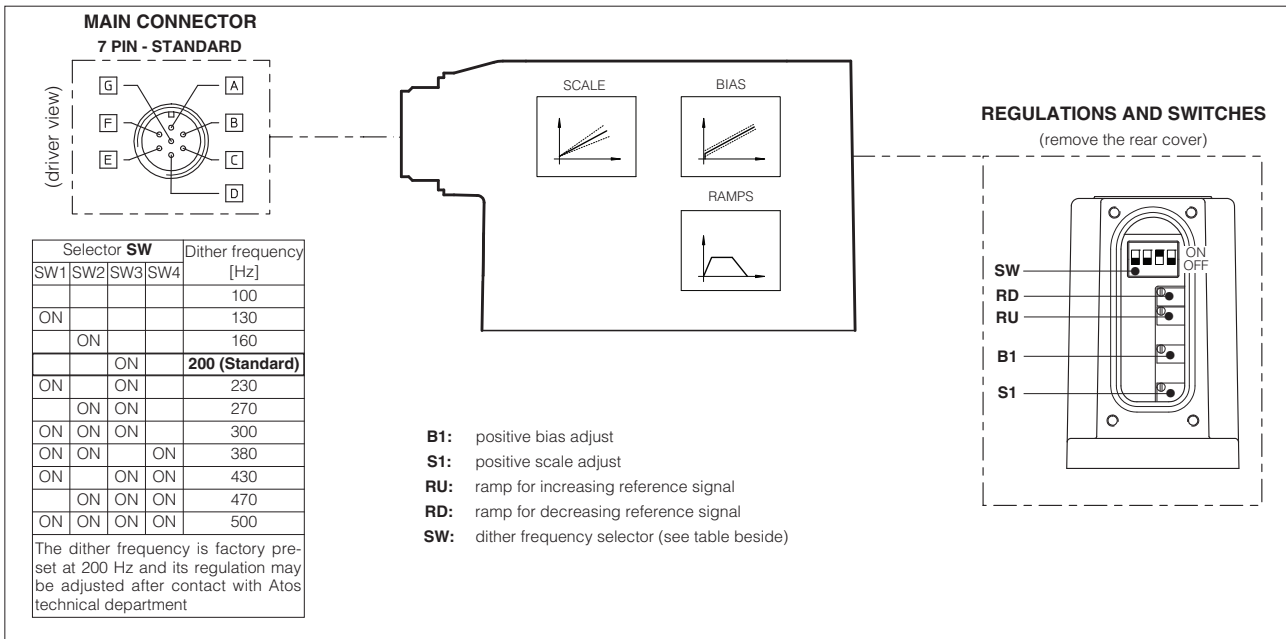 MAIN CONNECTOR
7 PIN - STANDARD
(driver view)
G
A
F
B
E
C
D
SCALE
BIAS
RAMPS
REGULATIONS AND SWITCHES
(remove the rear cover)
ON
OFF
SW
RD
RU
B1
S1
Selector SW Dither frequency
SW1 SW2 SW3 SW4 [Hz]
100
ON 130
ON 160
ON 200 (Standard)
ON ON 230
ON ON 270
ON ON ON 300
ON ON ON 380
ON ON ON 430
ON ON ON 470
ON ON ON ON 500
The dither frequency is factory pre-
set at 200 Hz and its regulation may
be adjusted after contact with Atos
technical department
B1: positive bias adjust
S1: positive scale adjust
RU: ramp for increasing reference signal
RD: ramp for decreasing reference signal
SW: dither frequency selector (see table beside)